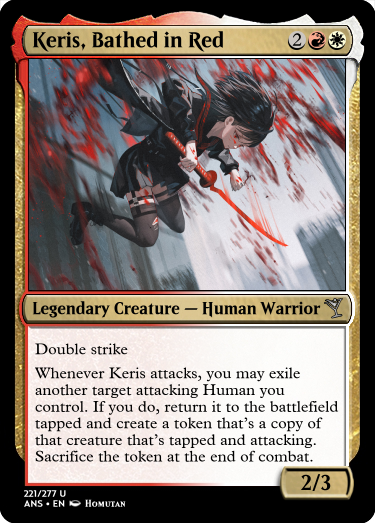 Keris, Bathed in Red 2
Legendary Creature — Human Warrior
Double strike
Whenever Keris attacks, you may exile
another target attacking Human you
control. If you do, return it to the battlefield
tapped and create a token that's a copy of
that creature that's tapped and attacking.
Sacrifice the token at the end of combat.
2/3
221/277 U
ANS • EN Homutan